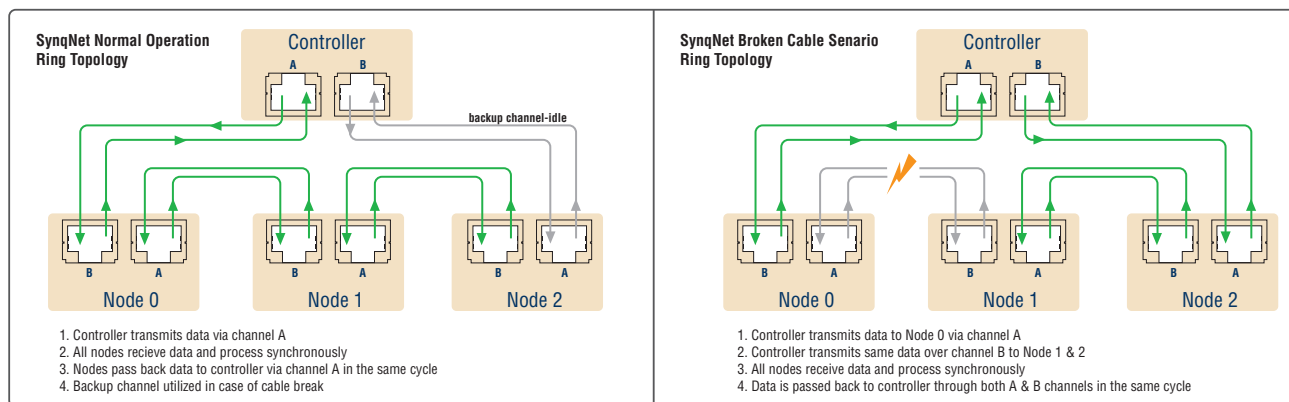 SynqNet Normal Operation
Ring Topology
Controller
A
B
backup channel-idle
B
A
B
A
B
A
Node 0
Node 1
Node 2
1. Controller transmits data via channel A
2. All nodes recieve data and process synchronously
3. Nodes pass back data to controller via channel A in the same cycle
4. Backup channel utilized in case of cable break
SynqNet Broken Cable Senario
Ring Topology
Controller
A
B
B
A
B
A
B
A
Node 0
Node 1
Node 2
1. Controller transmits data to Node 0 via channel A
2. Controller transmits same data over channel B to Node 1 & 2
3. All nodes receive data and process synchronously
4. Data is passed back to controller through both A & B channels in the same cycle